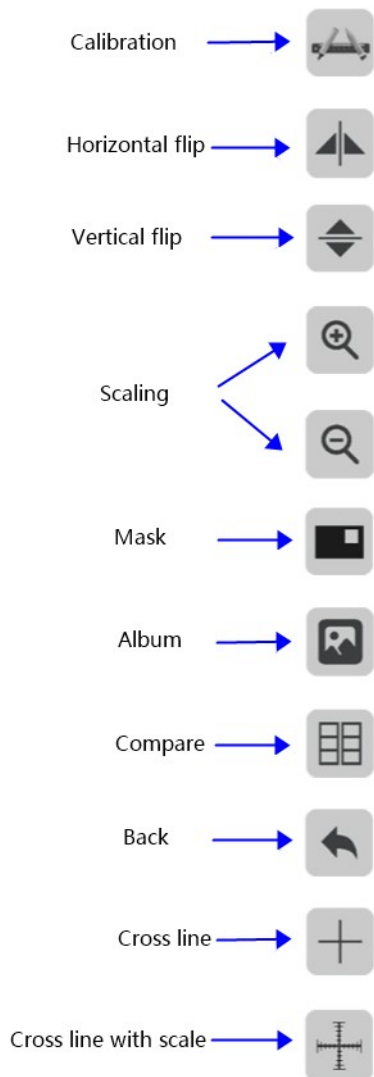 Calibration
Horizontal flip
Vertical flip
Scaling
Mask
Album
Compare
Back
Cross line
Cross line with scale